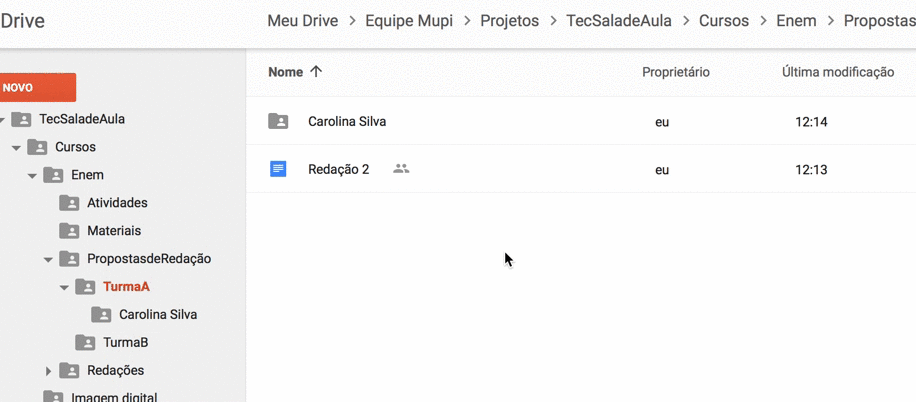 Drive
Meu Drive > Equipe Mupi > Projetos > TecSaladeAula > Cursos > Enem > Propostas
NOVO
TecSaladeAula
Cursos
Enem
Atividades
Materiais
PropostasdeRedação
TurmaA
Carolina Silva
TurmaB
Redações
Imagem digital
Nome Proprietário Última modificação
Carolina Silva eu 12:14
Redação 2 eu 12:13